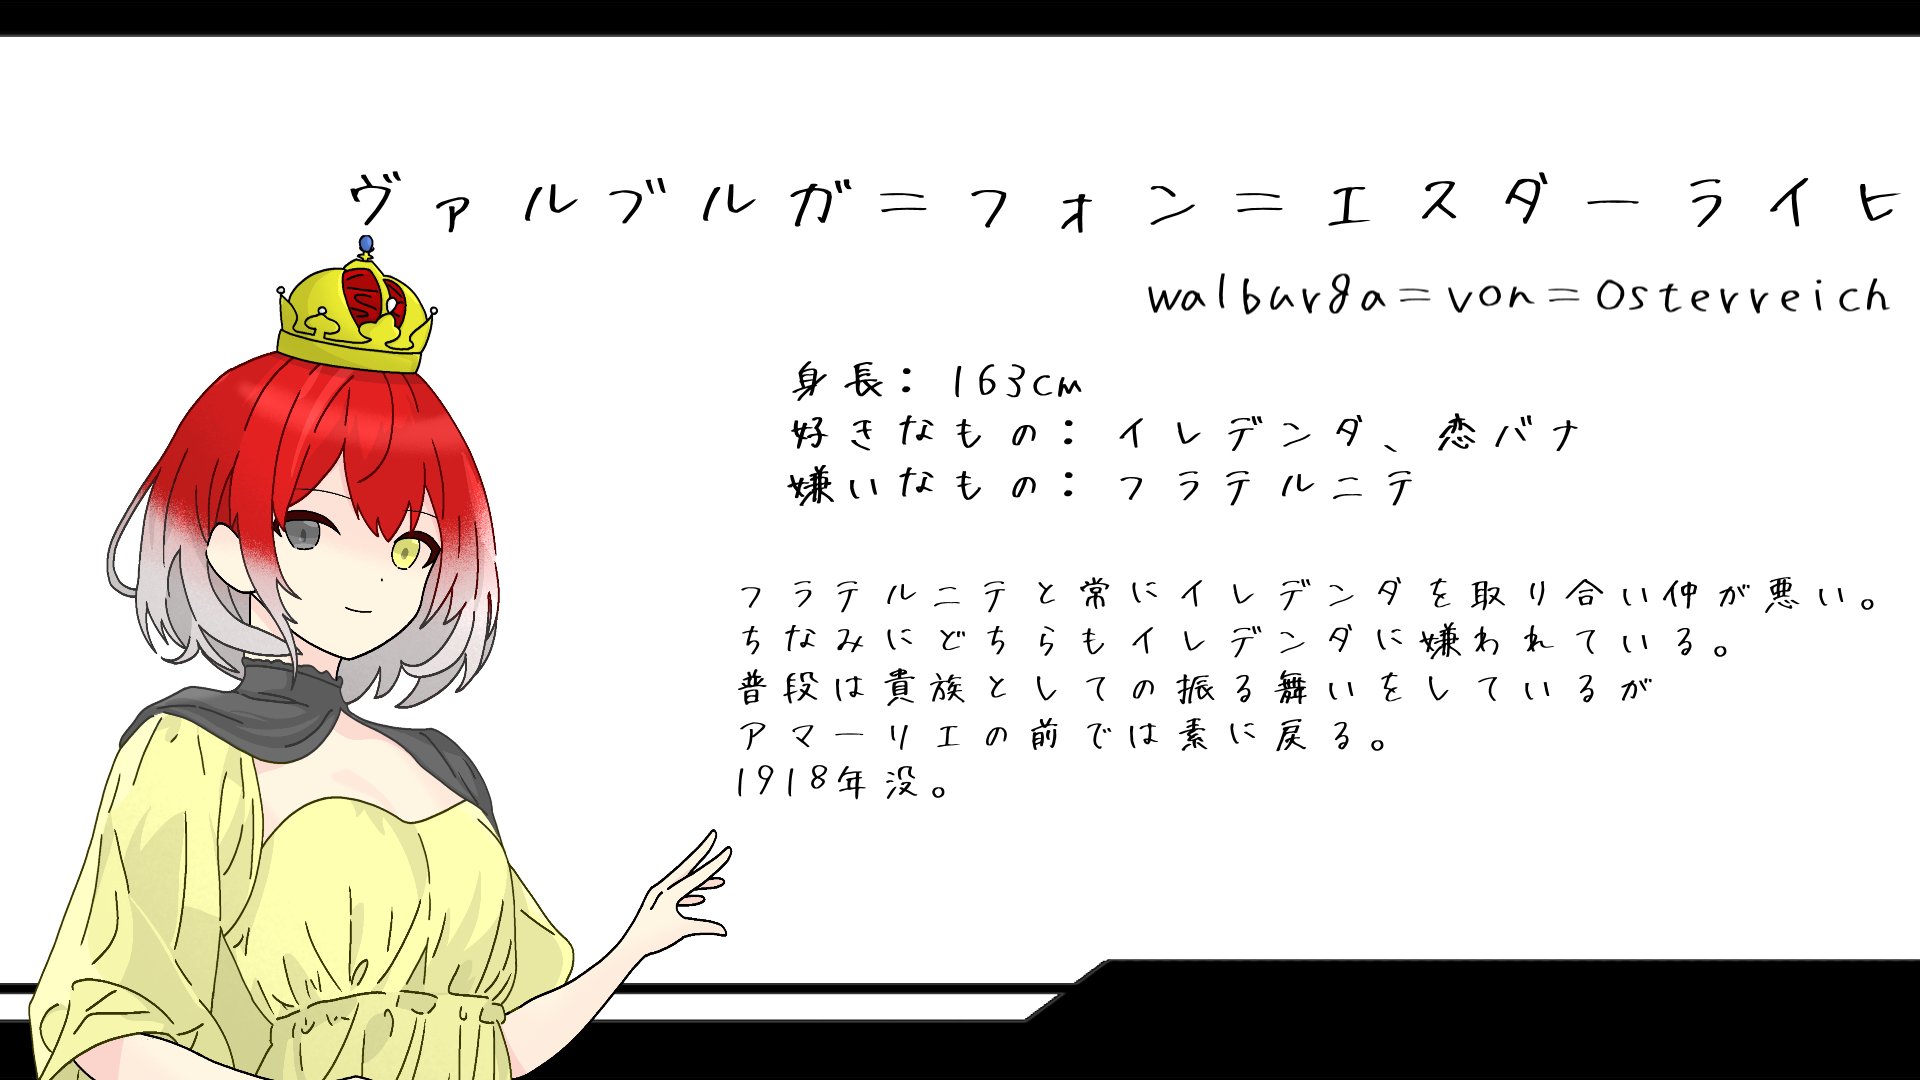 ヴァルブルガ=フォン=エスダーライヒ
walburga=von=Osterreich
身長: 163cm
好きなもの: イレデンダ、恋バナ
嫌いなもの: フラテルニテ
フラテルニテと常にイレデンダを取り合い仲が悪い。
ちなみにどちらもイレデンダに嫌われている。
普段は貴族としての振る舞いをしているが
アマーリエの前では素に戻る。
1918年没。